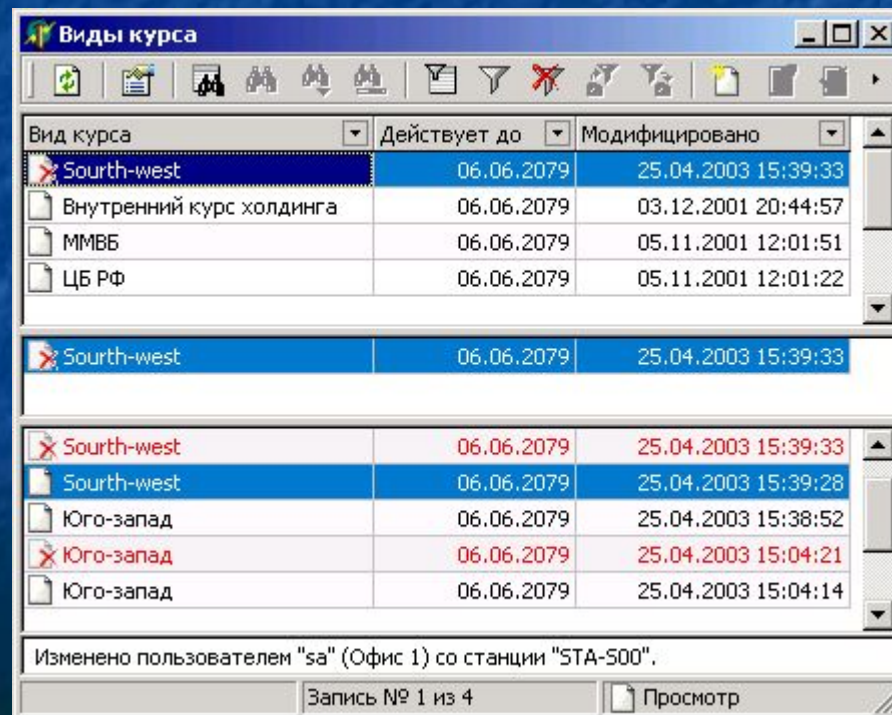 Виды курса
Вид курса Действует до Модифицировано
Sourth-west 06.06.2079 25.04.2003 15:39:33
Внутренний курс холдинга 06.06.2079 03.12.2001 20:44:57
ММВБ 06.06.2079 05.11.2001 12:01:51
ЦБ РФ 06.06.2079 05.11.2001 12:01:22
Sourth-west 06.06.2079 25.04.2003 15:39:33
Sourth-west 06.06.2079 25.04.2003 15:39:33
Sourth-west 06.06.2079 25.04.2003 15:39:28
Юго-запад 06.06.2079 25.04.2003 15:38:52
Юго-запад 06.06.2079 25.04.2003 15:04:21
Юго-запад 06.06.2079 25.04.2003 15:04:14
Изменено пользователем "sa" (Офис 1) со станции "STA-S00".
Запись № 1 из 4 Просмотр